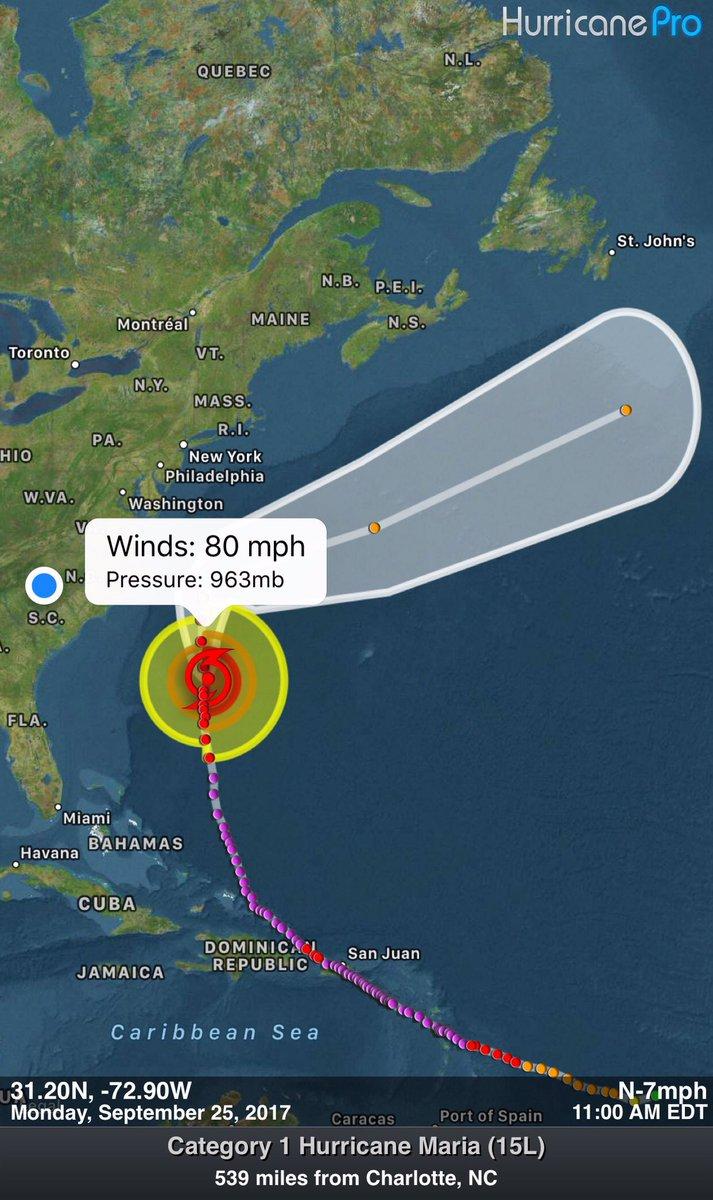 HurricanePro
QUEBEC
N.L.
St. John's
N.B.
P.E.I.
Montréal
MAINE
N.S.
Toronto
VT.
N.Y.
MASS.
R.I.
PA.
New York
HIO
Philadelphia
W.VA.
Washington
V
Winds: 80 mph
Pressure: 963mb
N.
S.C.
FLA.
Miami
BAHAMAS
Havana
CUBA
DOMINICAN
REPUBLIC
San Juan
JAMAICA
Caribbean Sea
31.20N, -72.90W
N-7mph
Monday, September 25, 2017
11:00 AM EDT
Caracas
Port of Spain
Category 1 Hurricane Maria (15L)
539 miles from Charlotte, NC